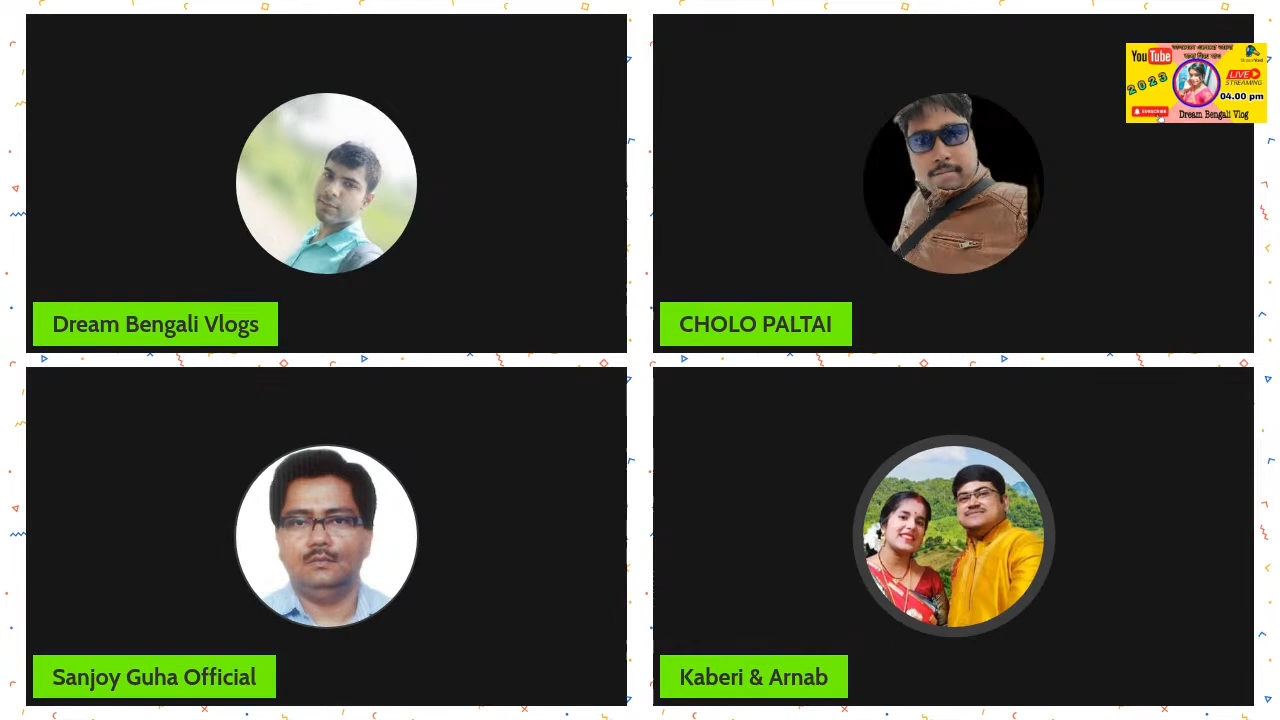 Dream Bengali Vlogs
CHOLO PALTAI
YouTube
2023
LIVE
STREAMING
04.00 pm
SUBSCRIBE
Dream Bengali Vlog
Sanjoy Guha Official
Kaberi & Arnab